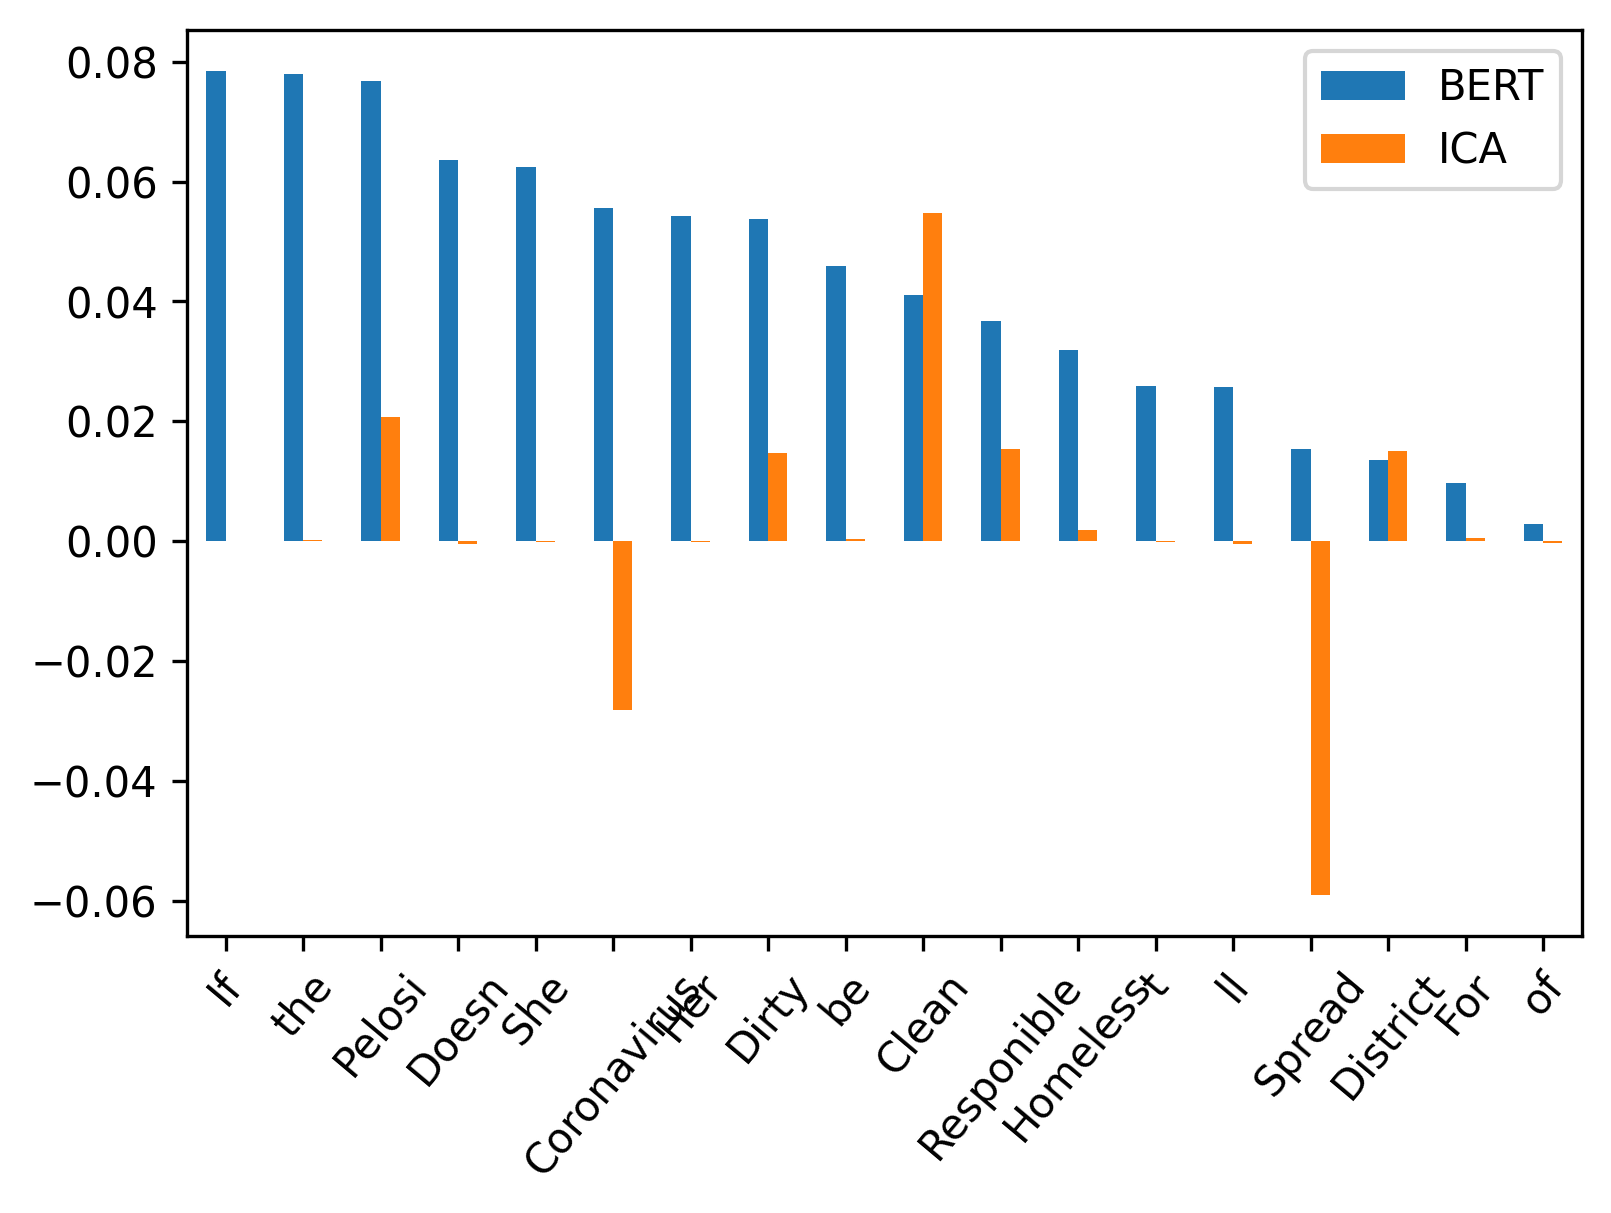 BERT
ICA
0.08
0.06
0.04
0.02
0.00
−0.02
−0.04
−0.06
If
the
Pelosi
Doesn
She
Coronavirus
Her
Dirty
be
Clean
Responible
Homeless
t
ll
Spread
District
For
of